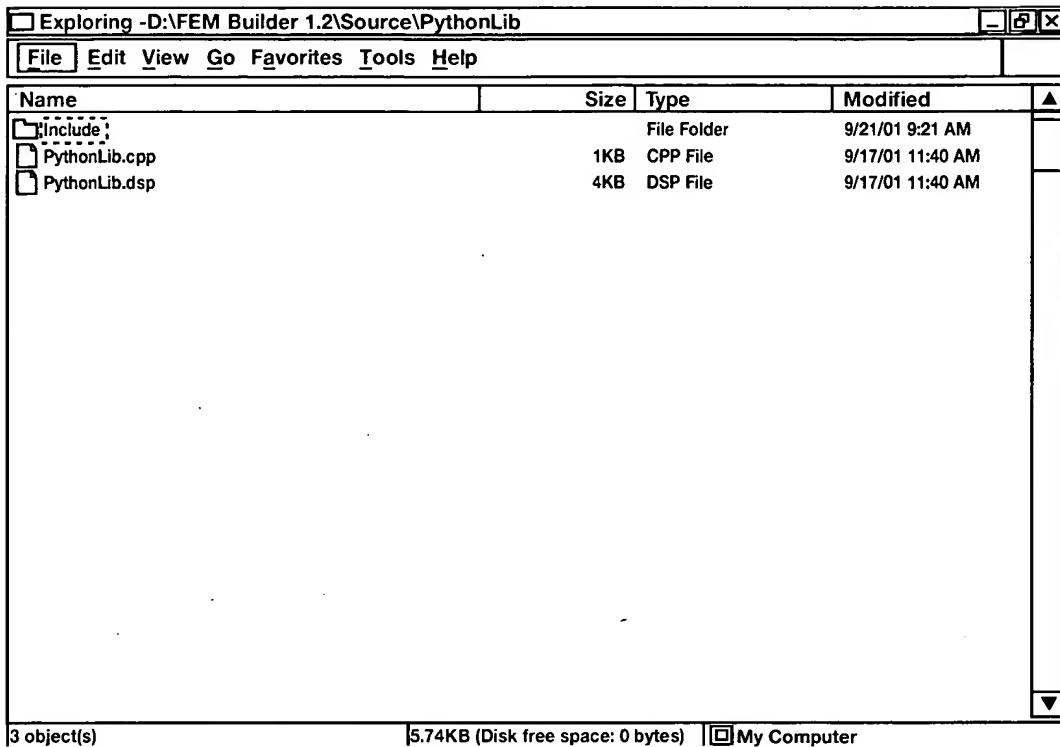 Exploring -D:\FEM Builder 1.2\Source\PythonLib
File Edit View Go Favorites Tools Help
Name Size Type Modified
Include File Folder 9/21/01 9:21 AM
PythonLib.cpp 1KB CPP File 9/17/01 11:40 AM
PythonLib.dsp 4KB DSP File 9/17/01 11:40 AM
3 object(s) 5.74KB (Disk free space: 0 bytes) My Computer